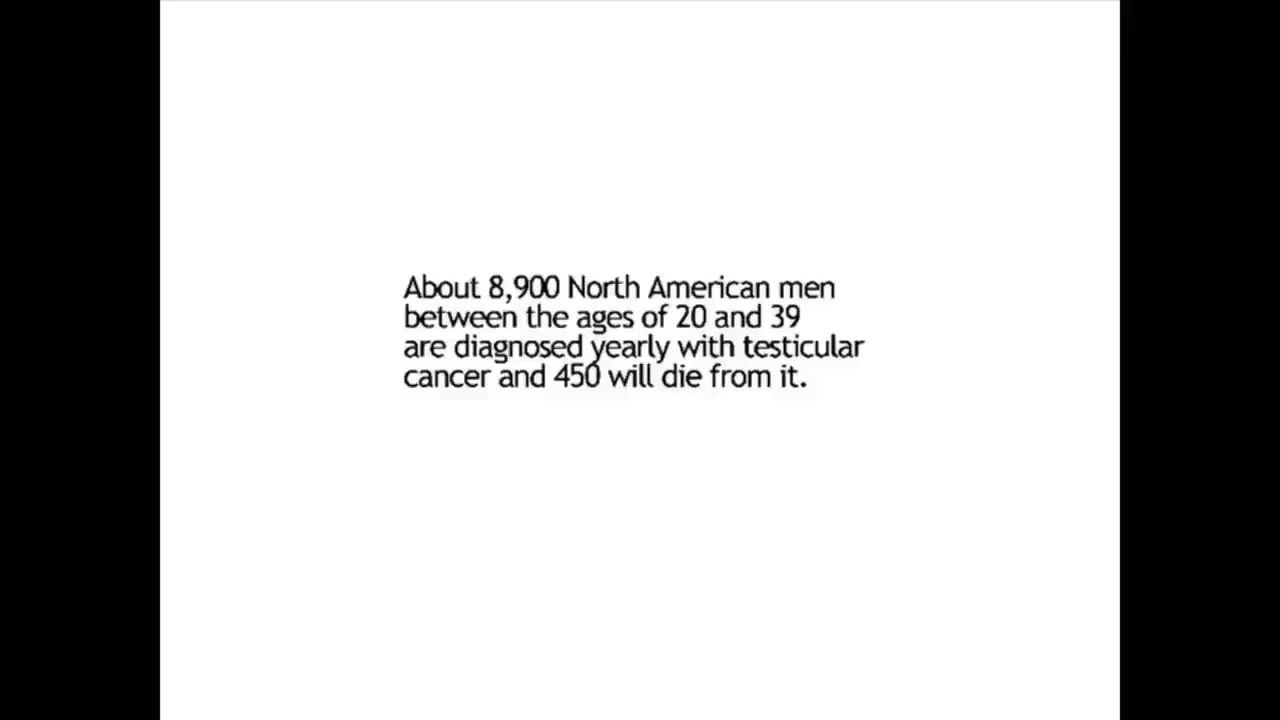 About 8,900 North American men
between the ages of 20 and 39
are diagnosed yearly with testicular
cancer and 450 will die from it.